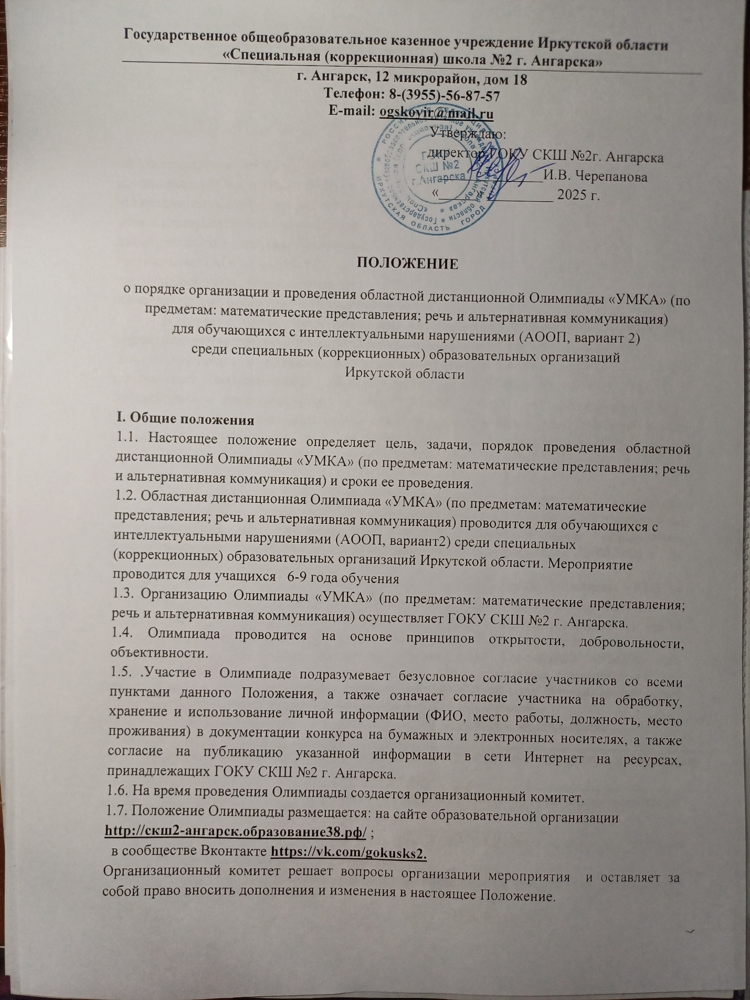 Государственное общеобразовательное казенное учреждение Иркутской области
«Специальная (коррекционная) школа №2 г. Ангарска»
г. Ангарск, 12 микрорайон, дом 18
Телефон: 8-(3955)-56-87-57
E-mail: ogskovir@mail.ru
Утверждаю:
директор ГОКУ СКШ №2г. Ангарска
И.В. Черепанова
«______»__________ 2025 г.
СКШ №2
г.Ангарска
ИРКУТСКАЯ ОБЛАСТЬ ГОРОД
ПОЛОЖЕНИЕ
о порядке организации и проведения областной дистанционной Олимпиады «УМКА» (по
предметам: математические представления; речь и альтернативная коммуникация)
для обучающихся с интеллектуальными нарушениями (АООП, вариант 2)
среди специальных (коррекционных) образовательных организаций
Иркутской области
I. Общие положения
1.1. Настоящее положение определяет цель, задачи, порядок проведения областной
дистанционной Олимпиады «УМКА» (по предметам: математические представления; речь
и альтернативная коммуникация) и сроки ее проведения.
1.2. Областная дистанционная Олимпиада «УМКА» (по предметам: математические
представления; речь и альтернативная коммуникация) проводится для обучающихся с
интеллектуальными нарушениями (АООП, вариант2) среди специальных
(коррекционных) образовательных организаций Иркутской области. Мероприятие
проводится для учащихся 6-9 года обучения
1.3. Организацию Олимпиады «УМКА» (по предметам: математические представления;
речь и альтернативная коммуникация) осуществляет ГОКУ СКШ №2 г. Ангарска.
1.4. Олимпиада проводится на основе принципов открытости, добровольности,
объективности.
1.5. .Участие в Олимпиаде подразумевает безусловное согласие участников со всеми
пунктами данного Положения, а также означает согласие участника на обработку,
хранение и использование личной информации (ФИО, место работы, должность, место
проживания) в документации конкурса на бумажных и электронных носителях, а также
согласие на публикацию указанной информации в сети Интернет на ресурсах,
принадлежащих ГОКУ СКШ №2 г. Ангарска.
1.6. На время проведения Олимпиады создается организационный комитет.
1.7. Положение Олимпиады размещается: на сайте образовательной организации
http://скш2-ангарск.образование38.рф/ ;
в сообществе Вконтакте https://vk.com/gokusks2.
Организационный комитет решает вопросы организации мероприятия и оставляет за
собой право вносить дополнения и изменения в настоящее Положение.